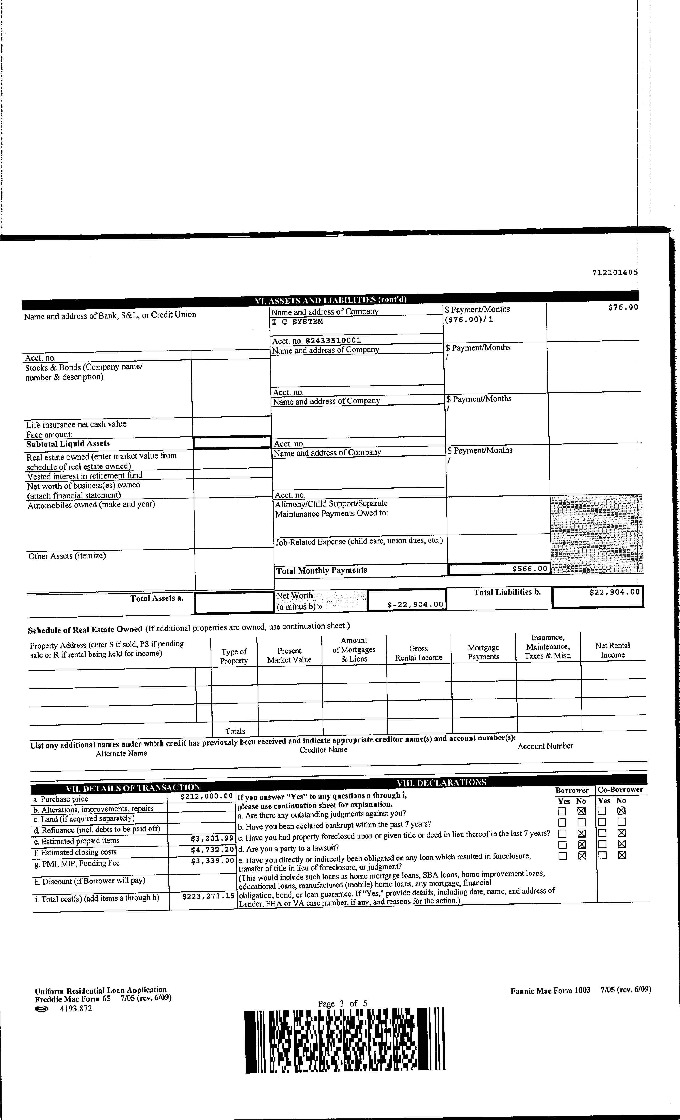 712101405
VI. ASSETS AND LIABILITIES (cont'd)
Name and address of Bank, S&L, or Credit Union
Name and address of Company
I C SYSTEM
$ Payment/Months
($76.00)/1
$76.00
Acct. no. 82433510001
Acct. no.
Name and address of Company
$ Payment/Months
/
Stocks & Bonds (Company name/
number & description)
Acct. no.
Name and address of Company
$ Payment/Months
/
Life insurance net cash value
Face amount:
Subtotal Liquid Assets
Acct. no.
Name and address of Company
$ Payment/Months
/
Real estate owned (enter market value from
schedule of real estate owned)
Vested interest in retirement fund
Net worth of business(es) owned
(attach financial statement)
Acct. no.
Automobiles owned (make and year)
Alimony/Child Support/Separate
Maintenance Payments Owed to:
Job-Related Expense (child care, union dues, etc.)
Other Assets (itemize)
Total Monthly Payments
$566.00
Total Assets a.
Net Worth
(a minus b) »
$-22,904.00
Total Liabilities b.
$22,904.00
Schedule of Real Estate Owned (If additional properties are owned, use continuation sheet.)
Property Address (enter S if sold, PS if pending
sale or R if rental being held for income)
Type of
Property
Present
Market Value
Amount
of Mortgages
& Liens
Gross
Rental Income
Mortgage
Payments
Insurance,
Maintenance,
Taxes & Misc.
Net Rental
Income
Totals
List any additional names under which credit has previously been received and indicate appropriate creditor name(s) and account number(s):
Alternate Name
Creditor Name
Account Number
VII. DETAILS OF TRANSACTION
a. Purchase price $212,000.00
b. Alterations, improvements, repairs
c. Land (if acquired separately)
d. Refinance (incl. debts to be paid off)
e. Estimated prepaid items $3,201.99
f. Estimated closing costs $4,732.20
g. PMI, MIP, Funding Fee $3,339.00
h. Discount (if Borrower will pay)
i. Total cost(s) (add items a through h) $223,273.19
VIII. DECLARATIONS
If you answer "Yes" to any questions a through i,
please use continuation sheet for explanation.
Borrower Co-Borrower
Yes No Yes No
a. Are there any outstanding judgments against you?
b. Have you been declared bankrupt within the past 7 years?
c. Have you had property foreclosed upon or given title or deed in lieu thereof in the last 7 years?
d. Are you a party to a lawsuit?
e. Have you directly or indirectly been obligated on any loan which resulted in foreclosure,
transfer of title in lieu of foreclosure, or judgment?
(This would include such loans as home mortgage loans, SBA loans, home improvement loans,
educational loans, manufactured (mobile) home loans, any mortgage, financial
obligation, bond, or loan guarantee. If "Yes," provide details, including date, name, and address of
Lender, FHA or VA case number, if any, and reasons for the action.)
Uniform Residential Loan Application
Freddie Mac Form 65 7/05 (rev. 6/09)
4193.872
Page 3 of 5
Fannie Mae Form 1003 7/05 (rev. 6/09)